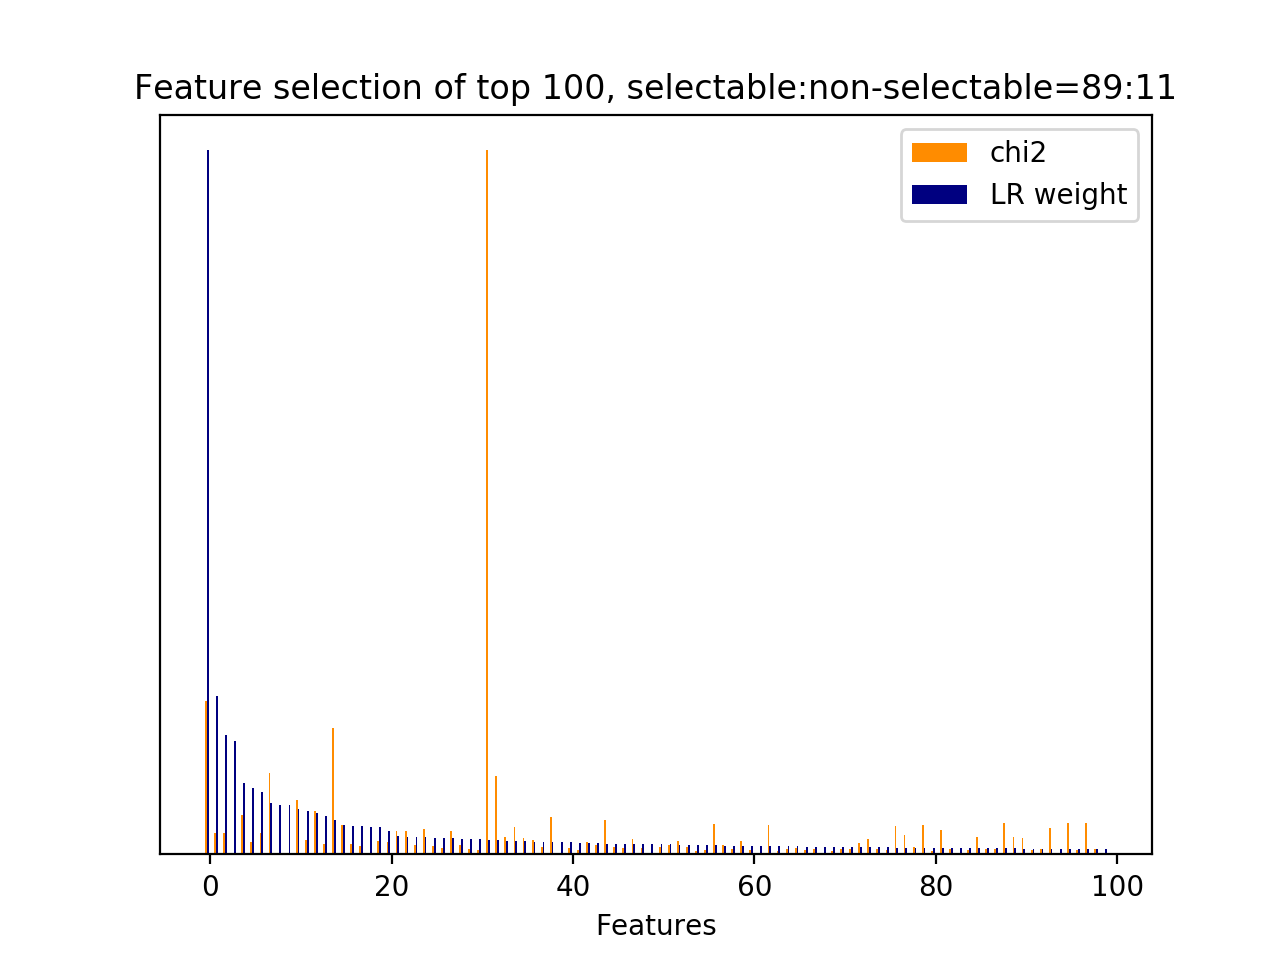 Feature selection of top 100, selectable:non-selectable=89:11
chi2
LR weight
0 20 40 60 80 100
Features